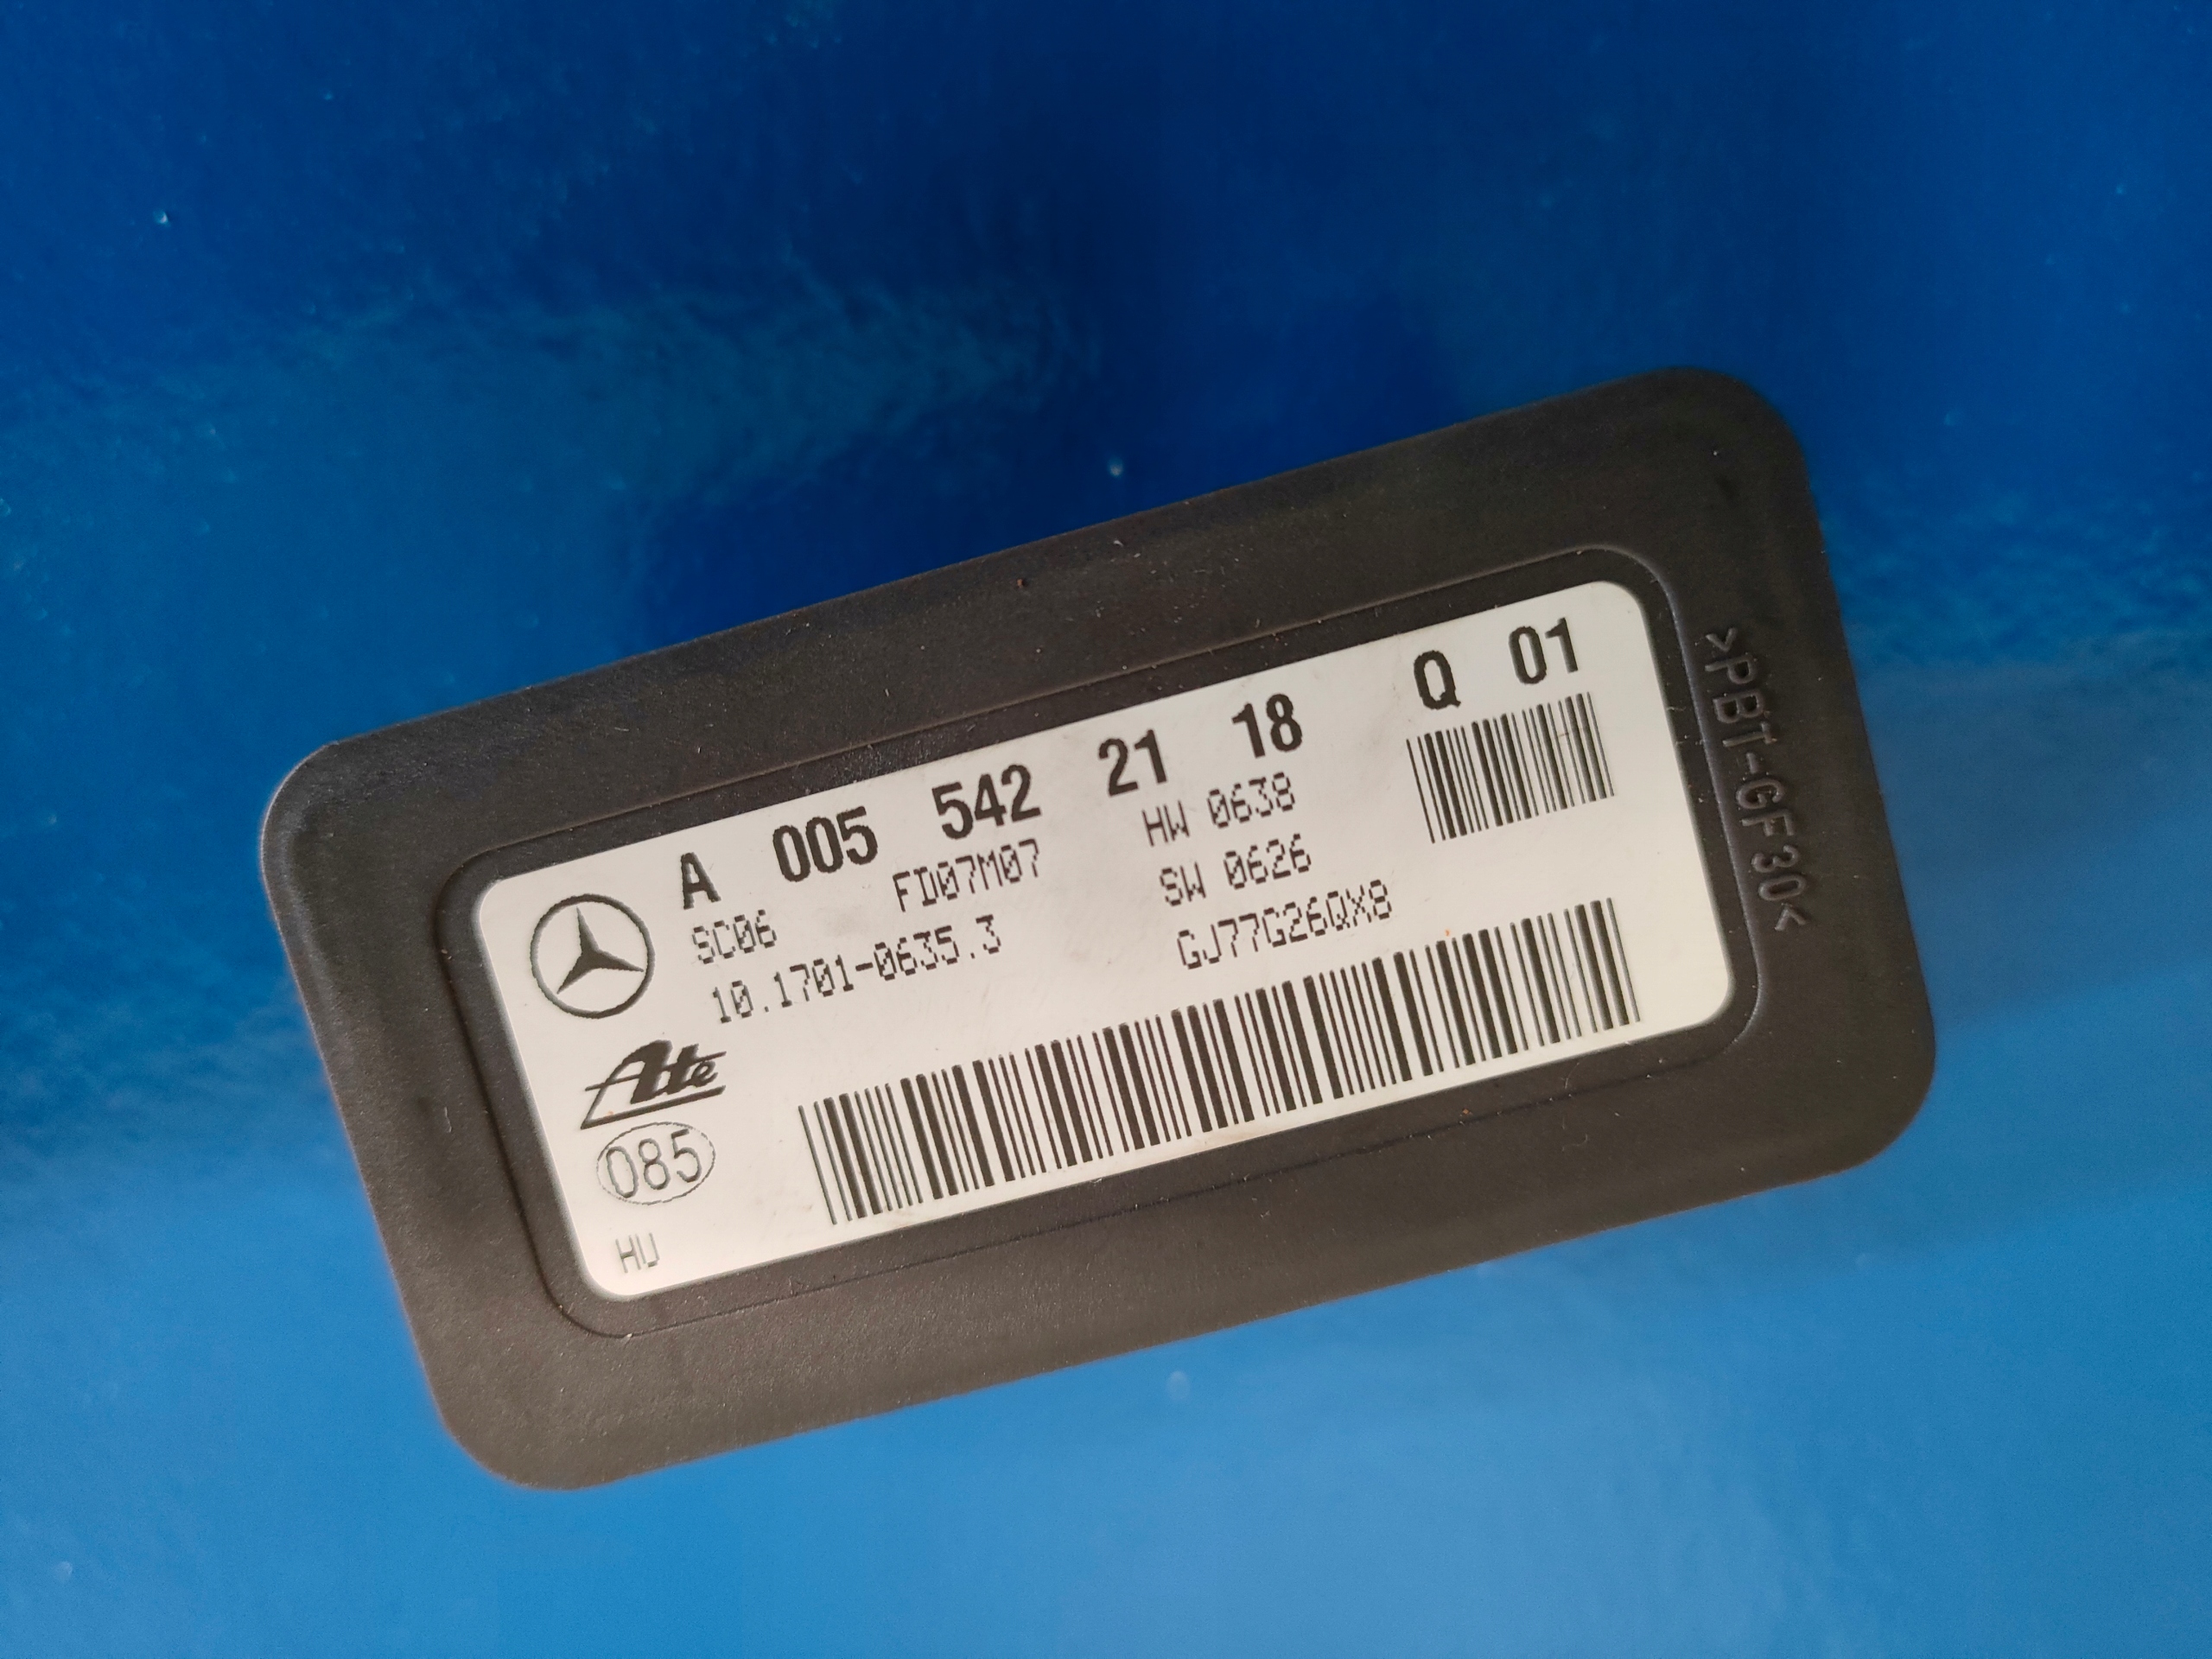 A 005 542 21 18 Q 01
SC06 FD07M07 HW 0638
10.1701-0635.3 SW 0626
GJ77G26QX8
Ate
085
HU
>PBT-GF30<